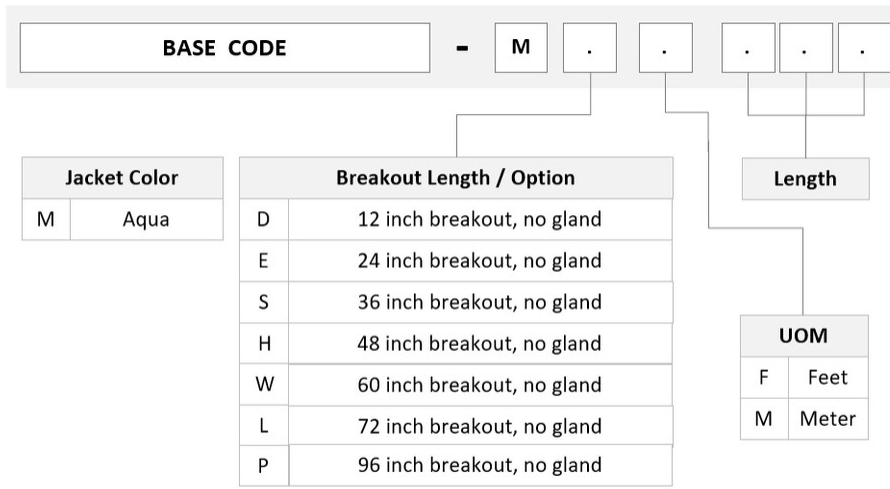 BASE CODE - M . . . . .
Jacket Color
M Aqua
Breakout Length / Option
D 12 inch breakout, no gland
E 24 inch breakout, no gland
S 36 inch breakout, no gland
H 48 inch breakout, no gland
W 60 inch breakout, no gland
L 72 inch breakout, no gland
P 96 inch breakout, no gland
Length
UOM
F Feet
M Meter